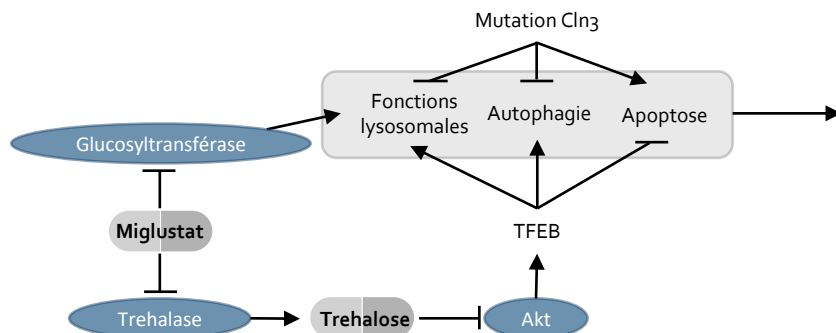 Mutation Cln3
Fonctions
lysosomales
Autophagie
Apoptose
Glucosyltransférase
Miglustat
TFEB
Trehalase
Trehalose
Akt